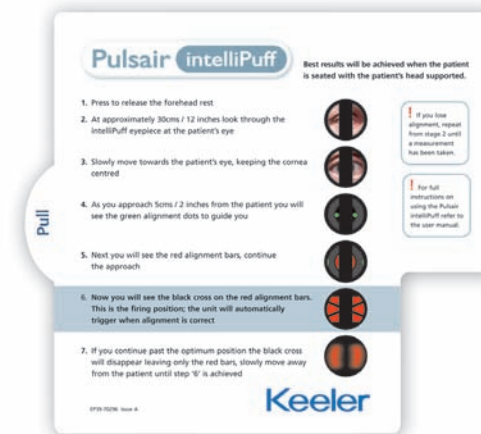 Pulsair intelliPuff
Best results will be achieved when the patient
is seated with the patient's head supported.
1. Press to release the forehead rest
2. At approximately 30cms / 12 inches look through the
intelliPuff eyepiece at the patient's eye
3. Slowly move towards the patient's eye, keeping the cornea
centred
4. As you approach 5cms / 2 inches from the patient you will
see the green alignment dots to guide you
5. Next you will see the red alignment bars, continue
the approach
6. Now you will see the black cross on the red alignment bars.
This is the firing position; the unit will automatically
trigger when alignment is correct
7. If you continue past the optimum position the black cross
will disappear leaving only the red bars, slowly move away
from the patient until step '6' is achieved
! If you lose
alignment, repeat
from stage 2 until
a measurement
has been taken.
! For full
instructions on
using the Pulsair
intelliPuff refer to
the user manual.
Pull
EP39-70296 Issue A
Keeler